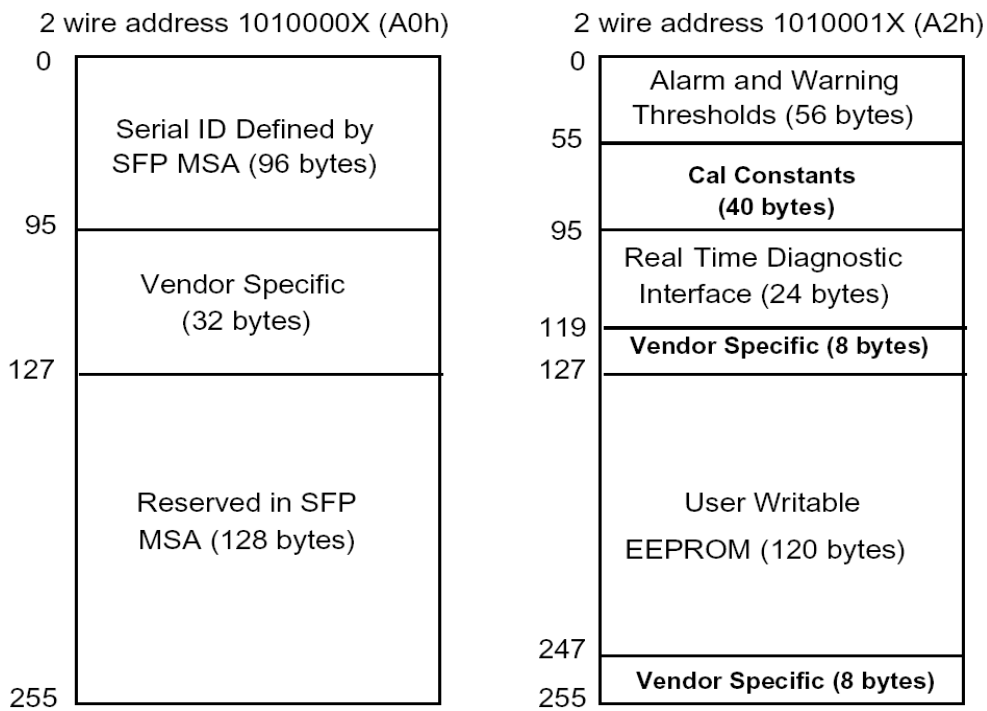 2 wire address 1010000X (A0h)
0
Serial ID Defined by
SFP MSA (96 bytes)
95
Vendor Specific
(32 bytes)
127
Reserved in SFP
MSA (128 bytes)
255
2 wire address 1010001X (A2h)
0
Alarm and Warning
Thresholds (56 bytes)
55
Cal Constants
(40 bytes)
95
Real Time Diagnostic
Interface (24 bytes)
119
Vendor Specific (8 bytes)
127
User Writable
EEPROM (120 bytes)
247
Vendor Specific (8 bytes)
255